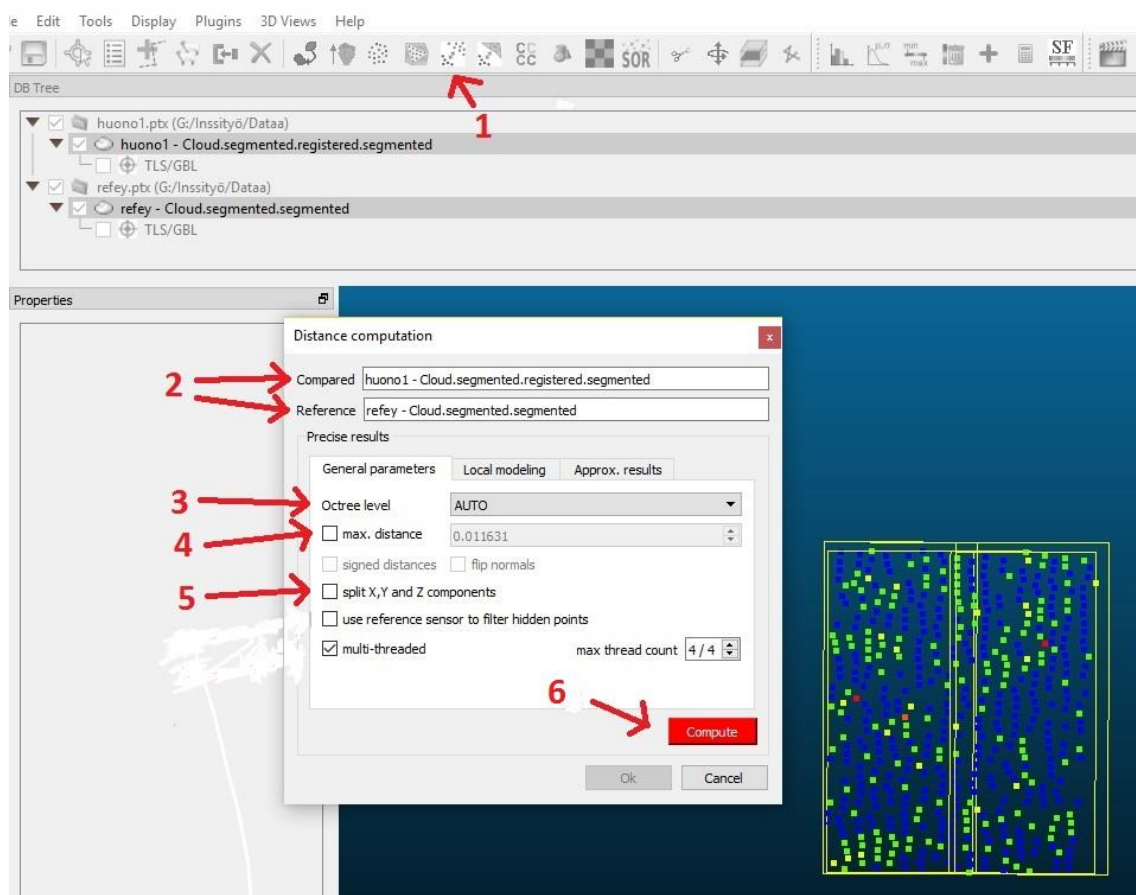 e Edit Tools Display Plugins 3D Views Help
CC
CC
SOR
μ,σ
min
max
SF
1
DB Tree
huono1.ptx (G:/Inssityö/Dataa)
huono1 - Cloud.segmented.registered.segmented
TLS/GBL
refey.ptx (G:/Inssityö/Dataa)
refey - Cloud.segmented.segmented
TLS/GBL
Properties
Distance computation
x
2
Compared huono1 - Cloud.segmented.registered.segmented
Reference refey - Cloud.segmented.segmented
Precise results
General parameters Local modeling Approx. results
3 Octree level AUTO
4 max. distance 0.011631
signed distances flip normals
5 split X,Y and Z components
use reference sensor to filter hidden points
multi-threaded max thread count 4 / 4
6
Compute
Ok Cancel